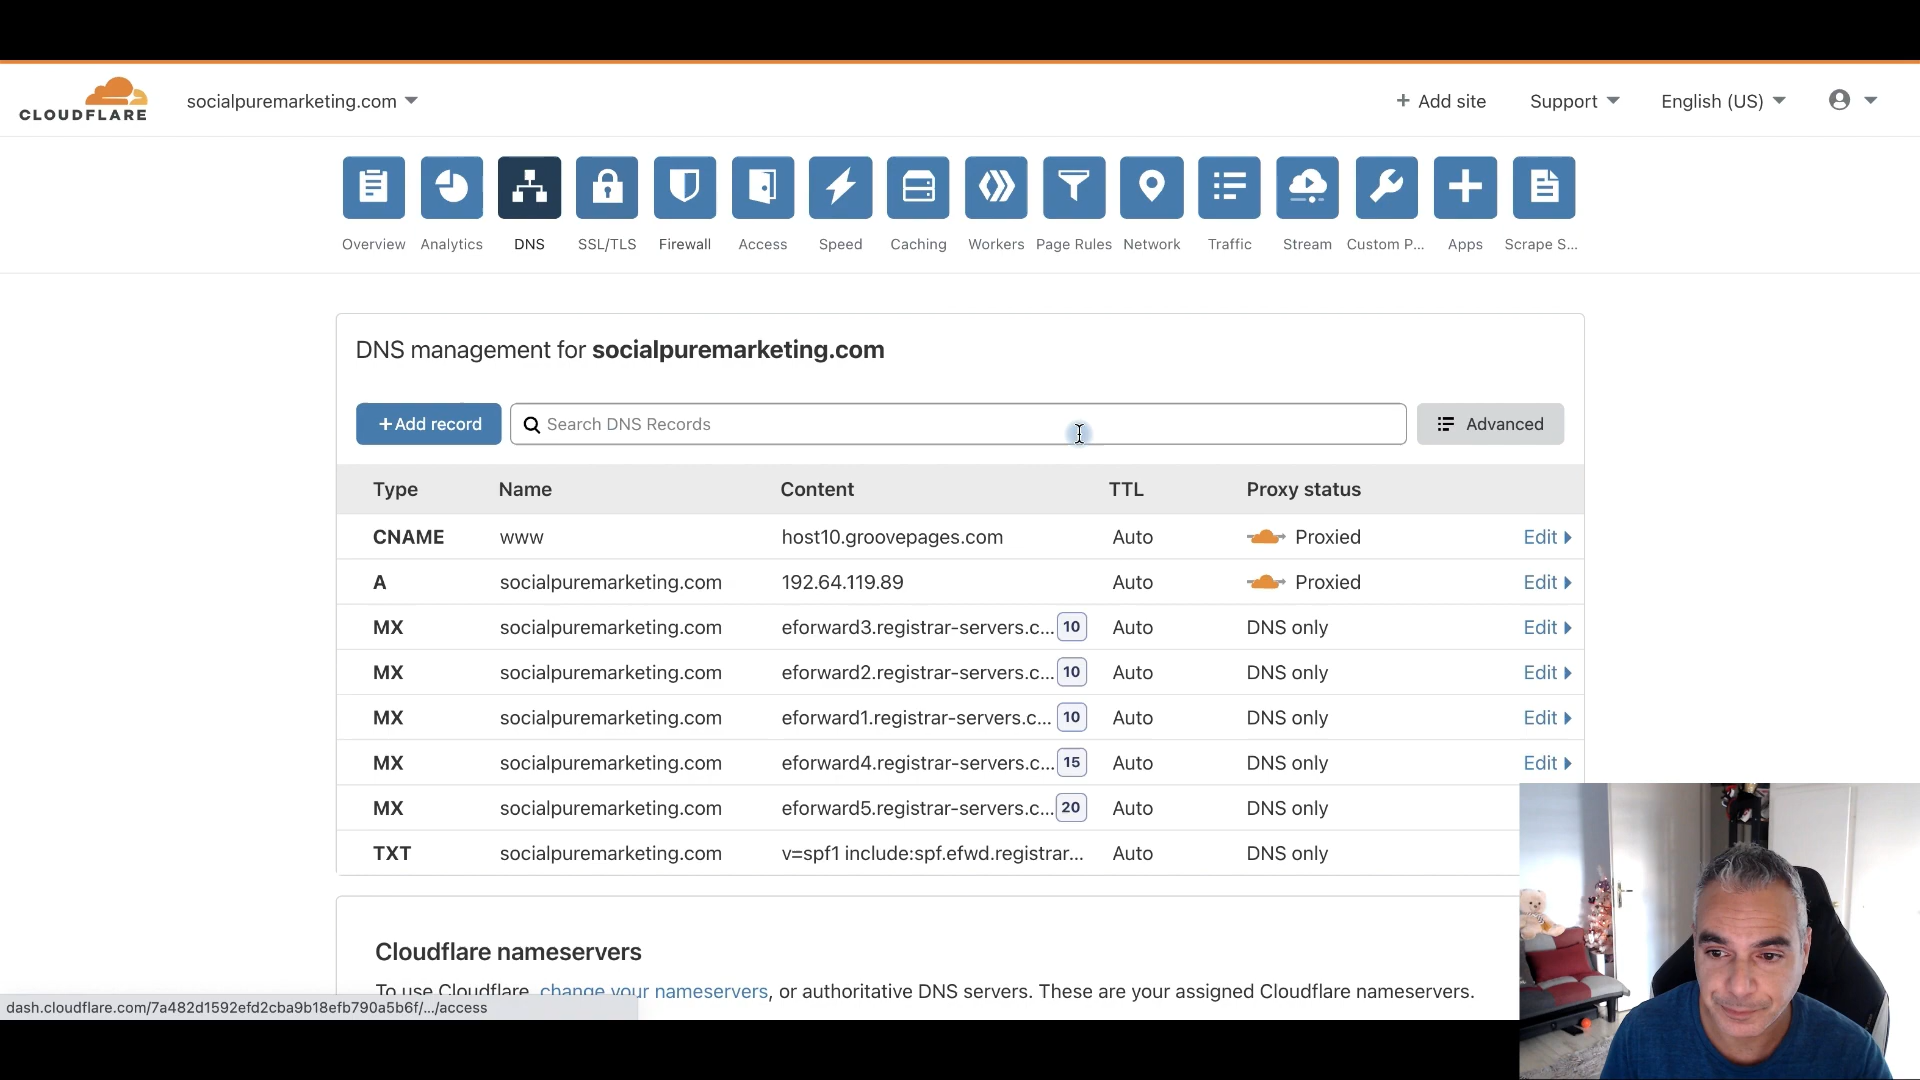 CLOUDFLARE
socialpuremarketing.com
+ Add site
Support
English (US)
Overview
Analytics
DNS
SSL/TLS
Firewall
Access
Speed
Caching
Workers
Page Rules
Network
Traffic
Stream
Custom P...
Apps
Scrape S...
DNS management for socialpuremarketing.com
+Add record
Search DNS Records
Advanced
Type Name Content TTL Proxy status
CNAME www host10.groovepages.com Auto Proxied Edit
A socialpuremarketing.com 192.64.119.89 Auto Proxied Edit
MX socialpuremarketing.com eforward3.registrar-servers.c... 10 Auto DNS only Edit
MX socialpuremarketing.com eforward2.registrar-servers.c... 10 Auto DNS only Edit
MX socialpuremarketing.com eforward1.registrar-servers.c... 10 Auto DNS only Edit
MX socialpuremarketing.com eforward4.registrar-servers.c... 15 Auto DNS only Edit
MX socialpuremarketing.com eforward5.registrar-servers.c... 20 Auto DNS only
TXT socialpuremarketing.com v=spf1 include:spf.efwd.registrar... Auto DNS only
Cloudflare nameservers
To use Cloudflare, change your nameservers, or authoritative DNS servers. These are your assigned Cloudflare nameservers.
dash.cloudflare.com/7a482d1592efd2cba9b18efb790a5b6f/.../access